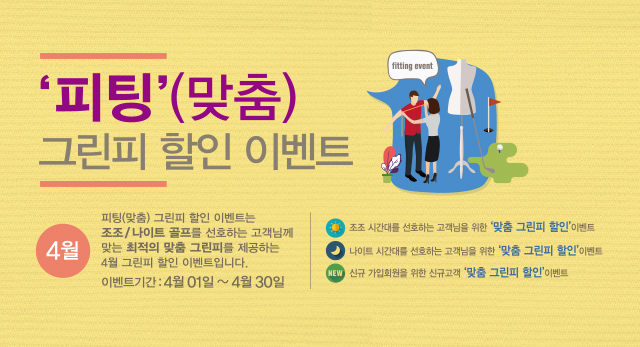 fitting event
‘피팅’(맞춤)
그린피 할인 이벤트
4월
피팅(맞춤) 그린피 할인 이벤트는
조조 / 나이트 골프를 선호하는 고객님께
맞는 최적의 맞춤 그린피를 제공하는
4월 그린피 할인 이벤트입니다.
이벤트기간 : 4월 01일 ~ 4월 30일
조조 시간대를 선호하는 고객님을 위한 ‘맞춤 그린피 할인’이벤트
나이트 시간대를 선호하는 고객님을 위한 ‘맞춤 그린피 할인’이벤트
NEW 신규 가입회원을 위한 신규고객 ‘맞춤 그린피 할인’이벤트